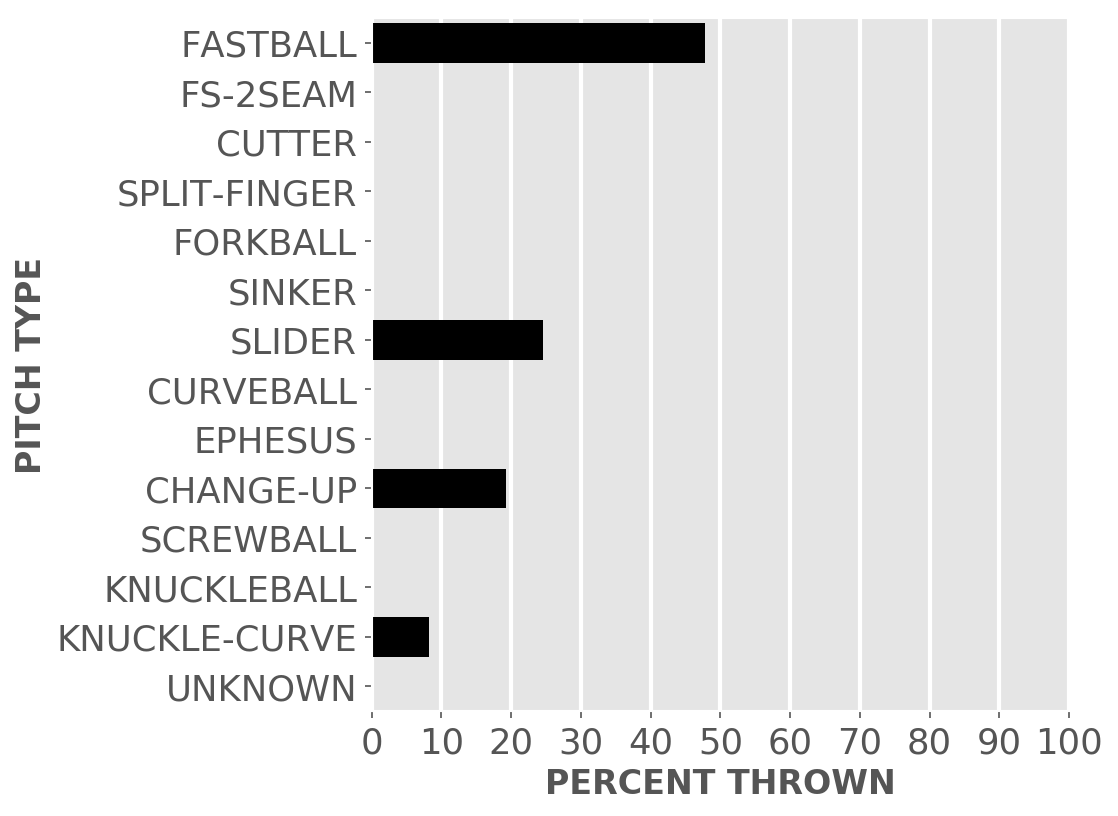 FASTBALL
FS-2SEAM
CUTTER
SPLIT-FINGER
FORKBALL
SINKER
SLIDER
CURVEBALL
EPHESUS
CHANGE-UP
SCREWBALL
KNUCKLEBALL
KNUCKLE-CURVE
UNKNOWN
PITCH TYPE
0 10 20 30 40 50 60 70 80 90 100
PERCENT THROWN